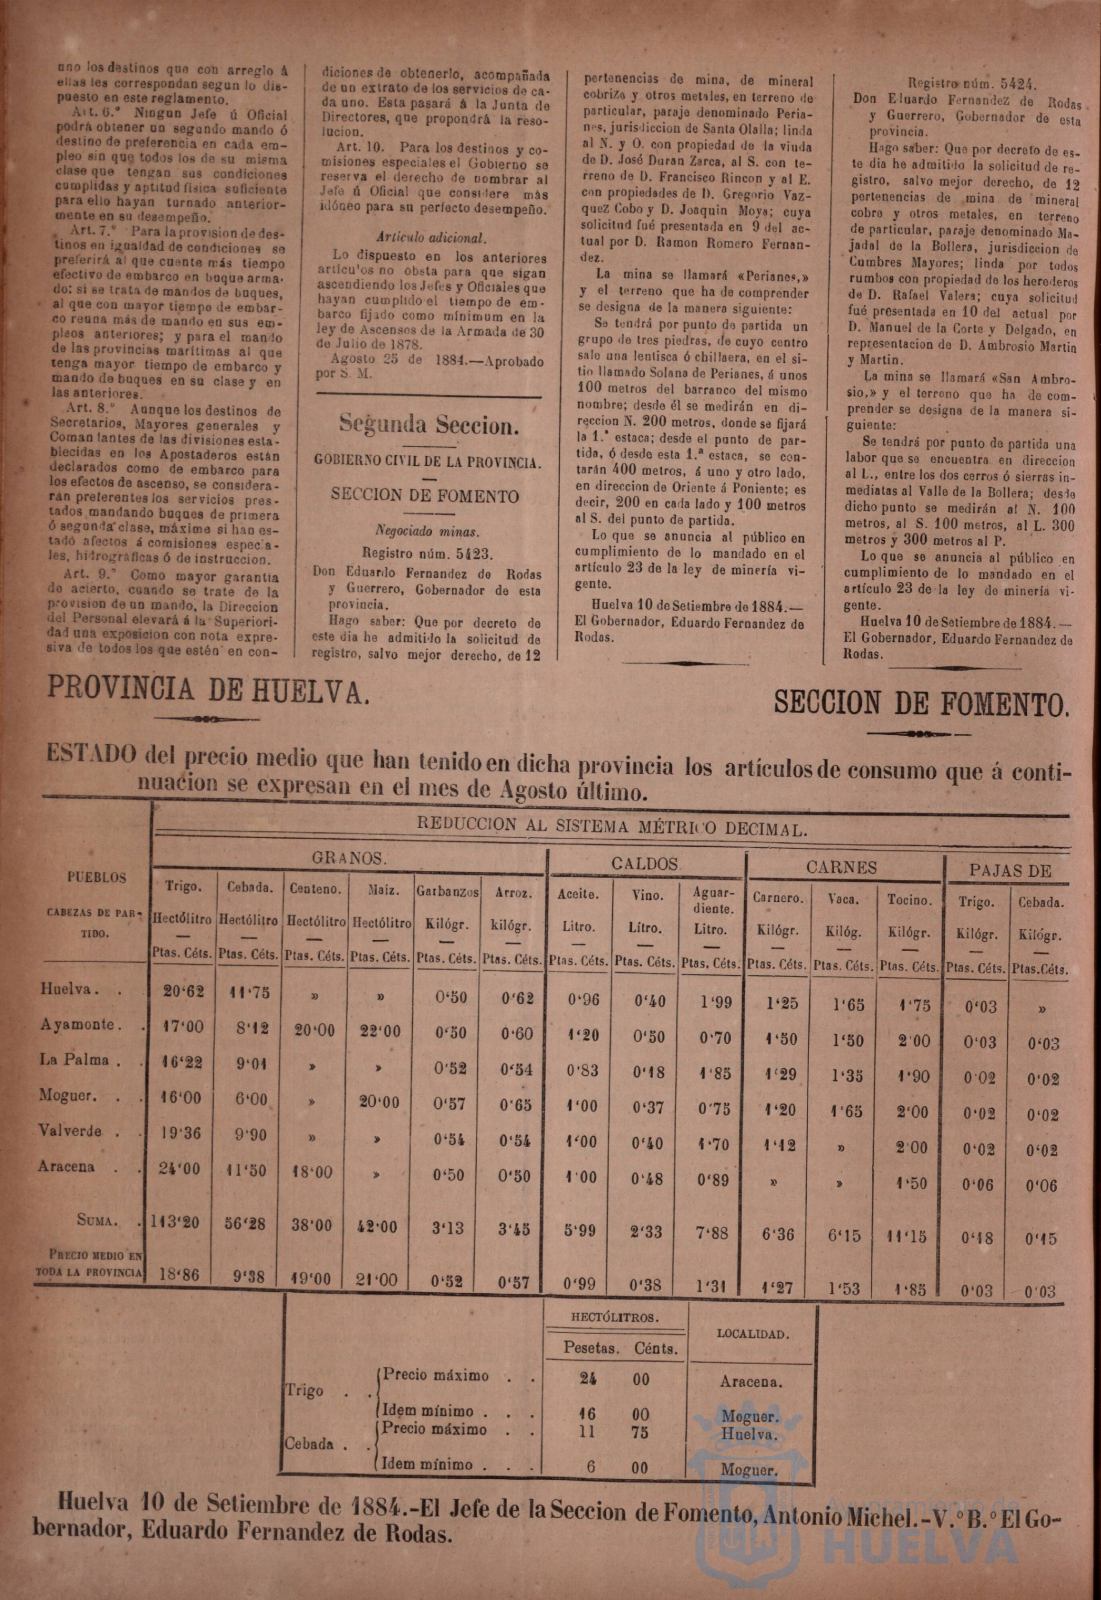 uno los destinos que con arreglo á
ellas les correspondan segun lo dis-
puesto en este reglamento.
Art. 6.° Ningun Jefe ú Oficial
podrá obtener un segundo mando ó
destino de preferencia en cada em-
pleo sin que todos los de su misma
clase que tengan sus condiciones
cumplidas y aptitud física suficiente
para ello hayan turnado anterior-
mente en su desempeño.
Art. 7.° Para la provision de des-
tinos en igualdad de condiciones se
preferirá al que cuente más tiempo
efectivo de embarco en buque arma-
do; si se trata de mandos de buques,
al que con mayor tiempo de embar-
co reuna más de mando en sus em-
pleos anteriores; y para el mando
de las provincias marítimas al que
tenga mayor tiempo de embarco y
mando de buques en su clase y en
las anteriores.
Art. 8.° Aunque los destinos de
Secretarios, Mayores generales y
Comandantes de las divisiones esta-
blecidas en los Apostaderos están
declarados como de embarco para
los efectos de ascenso, se considera-
rán preferentes los servicios pres-
tados mandando buques de primera
ó segunda clase, máxime si han es-
tado afectos á comisiones especia-
les, hidrográficas ó de instruccion.
Art. 9.° Como mayor garantía
de acierto, cuando se trate de la
provision de un mando, la Direccion
del Personal elevará á la Superiori-
dad una exposicion con nota expre-
siva de todos los que estén en con-
diciones de obtenerlo, acompañada
de un extrato de los servicios de ca-
da uno. Esta pasará á la Junta de
Directores, que propondrá la reso-
lucion.
Art. 10. Para los destinos y co-
misiones especiales el Gobierno se
reserva el derecho de nombrar al
Jefe ú Oficial que considere más
idóneo para su perfecto desempeño.
Artículo adicional.
Lo dispuesto en los anteriores
artículos no obsta para que sigan
ascendiendo los Jefes y Oficiales que
hayan cumplido el tiempo de em-
barco fijado como mínimum en la
ley de Ascensos de la Armada de 30
de Julio de 1878.
Agosto 25 de 1884.—Aprobado
por S. M.
Segunda Seccion.
GOBIERNO CIVIL DE LA PROVINCIA.
SECCION DE FOMENTO
Negociado minas.
Registro núm. 5423.
Don Eduardo Fernandez de Rodas
y Guerrero, Gobernador de esta
provincia.
Hago saber: Que por decreto de
este dia he admitido la solicitud de
registro, salvo mejor derecho, de 12
pertenencias de mina, de mineral
cobrizo y otros metales, en terreno de
particular, paraje denominado Peria-
nes, jurisdiccion de Santa Olalla; linda
al N. y O. con propiedad de la viuda
de D. José Duran Zarca, al S. con te-
rreno de D. Francisco Rincon y al E.
con propiedades de D. Gregorio Vaz-
quez Cobo y D. Joaquin Moya; cuya
solicitud fué presentada en 9 del ac-
tual por D. Ramon Romero Fernan-
dez.
La mina se llamará «Perianes,»
y el terreno que ha de comprender
se designa de la manera siguiente:
Se tendrá por punto de partida un
grupo de tres piedras, de cuyo centro
sale una lentisca ó chillaera, en el si-
tio llamado Solana de Perianes, á unos
100 metros del barranco del mismo
nombre; desde él se medirán en di-
reccion N. 200 metros, donde se fijará
la 1.ª estaca; desde el punto de par-
tida, ó desde esta 1.ª estaca, se con-
tarán 400 metros, á uno y otro lado,
en direccion de Oriente á Poniente; es
decir, 200 en cada lado y 100 metros
al S. del punto de partida.
Lo que se anuncia al público en
cumplimiento de lo mandado en el
artículo 23 de la ley de minería vi-
gente.
Huelva 10 de Setiembre de 1884.—
El Gobernador, Eduardo Fernandez de
Rodas.
Registro núm. 5424.
Don Eduardo Fernandez de Rodas
y Guerrero, Gobernador de esta
provincia.
Hago saber: Que por decreto de es-
te dia he admitido la solicitud de re-
gistro, salvo mejor derecho, de 12
pertenencias de mina de mineral
cobre y otros metales, en terreno
de particular, paraje denominado Ma-
jadal de la Bollera, jurisdiccion de
Cumbres Mayores; linda por todos
rumbos con propiedad de los herederos
de D. Rafael Valera; cuya solicitud
fué presentada en 10 del actual por
D. Manuel de la Corte y Delgado, en
representacion de D. Ambrosio Martin
y Martin.
La mina se llamará «San Ambro-
sio,» y el terreno que ha de com-
prender se designa de la manera si-
guiente:
Se tendrá por punto de partida una
labor que se encuentra en direccion
al L., entre los dos cerros ó sierras in-
mediatas al Valle de la Bollera; desde
dicho punto se medirán al N. 100
metros, al S. 100 metros, al L. 300
metros y 300 metros al P.
Lo que se anuncia al público en
cumplimiento de lo mandado en el
artículo 23 de la ley de minería vi-
gente.
Huelva 10 de Setiembre de 1884.—
El Gobernador, Eduardo Fernandez de
Rodas.
PROVINCIA DE HUELVA.
SECCION DE FOMENTO.
ESTADO del precio medio que han tenido en dicha provincia los artículos de consumo que á conti-
nuacion se expresan en el mes de Agosto último.
REDUCCION AL SISTEMA MÉTRICO DECIMAL.
PUEBLOS CABEZAS DE PARTIDO.
GRANOS. CALDOS CARNES PAJAS DE
Trigo. Cebada. Centeno. Maiz. Garbanzos Arroz. Aceite. Vino. Aguardiente. Carnero. Vaca. Tocino. Trigo. Cebada.
Hectólitro Hectólitro Hectólitro Hectólitro Kilógr. kilógr. Litro. Litro. Litro. Kilógr. Kilóg. Kilógr. Kilógr. Kilógr.
Ptas. Céts. Ptas. Céts. Ptas. Céts. Ptas. Céts. Ptas. Céts. Ptas. Céts. Ptas. Céts. Ptas. Céts. Ptas. Céts. Ptas. Céts. Ptas. Céts. Ptas. Céts. Ptas. Céts. Ptas. Céts.
Huelva. . 20‘62 11‘75 » » 0‘50 0‘62 0‘96 0‘40 1‘99 1‘25 1‘65 1‘75 0‘03 »
Ayamonte. . 17‘00 8‘12 20‘00 22‘00 0‘50 0‘60 1‘20 0‘50 0‘70 1‘50 1‘50 2‘00 0‘03 0‘03
La Palma . . 16‘22 9‘01 » » 0‘52 0‘54 0‘83 0‘18 1‘85 1‘29 1‘35 1‘90 0‘02 0‘02
Moguer. . . 16‘00 6‘00 » 20‘00 0‘57 0‘65 1‘00 0‘37 0‘75 1‘20 1‘65 2‘00 0‘02 0‘02
Valverde . . 19‘36 9‘90 » » 0‘54 0‘54 1‘00 0‘40 1‘70 1‘12 » 2‘00 0‘02 0‘02
Aracena . . 24‘00 11‘50 18‘00 » 0‘50 0‘50 1‘00 0‘48 0‘89 » » 1‘50 0‘06 0‘06
SUMA. . 113‘20 56‘28 38‘00 42‘00 3‘13 3‘45 5‘99 2‘33 7‘88 6‘36 6‘15 11‘15 0‘18 0‘15
PRECIO MEDIO EN
TODA LA PROVINCIA 18‘86 9‘38 19‘00 21‘00 0‘52 0‘57 0‘99 0‘38 1‘31 1‘27 1‘53 1‘85 0‘03 0‘03
HECTÓLITROS. LOCALIDAD.
Pesetas. Cénts.
Trigo . . Precio máximo . . 24 00 Aracena.
Idem mínimo . . . 16 00 Moguer.
Cebada . . Precio máximo . . 11 75 Huelva.
Idem mínimo . . . 6 00 Moguer.
Huelva 10 de Setiembre de 1884.-El Jefe de la Seccion de Fomento, Antonio Michel.-V.° B.° El Go-
bernador, Eduardo Fernandez de Rodas.
Ayuntamiento de
HUELVA